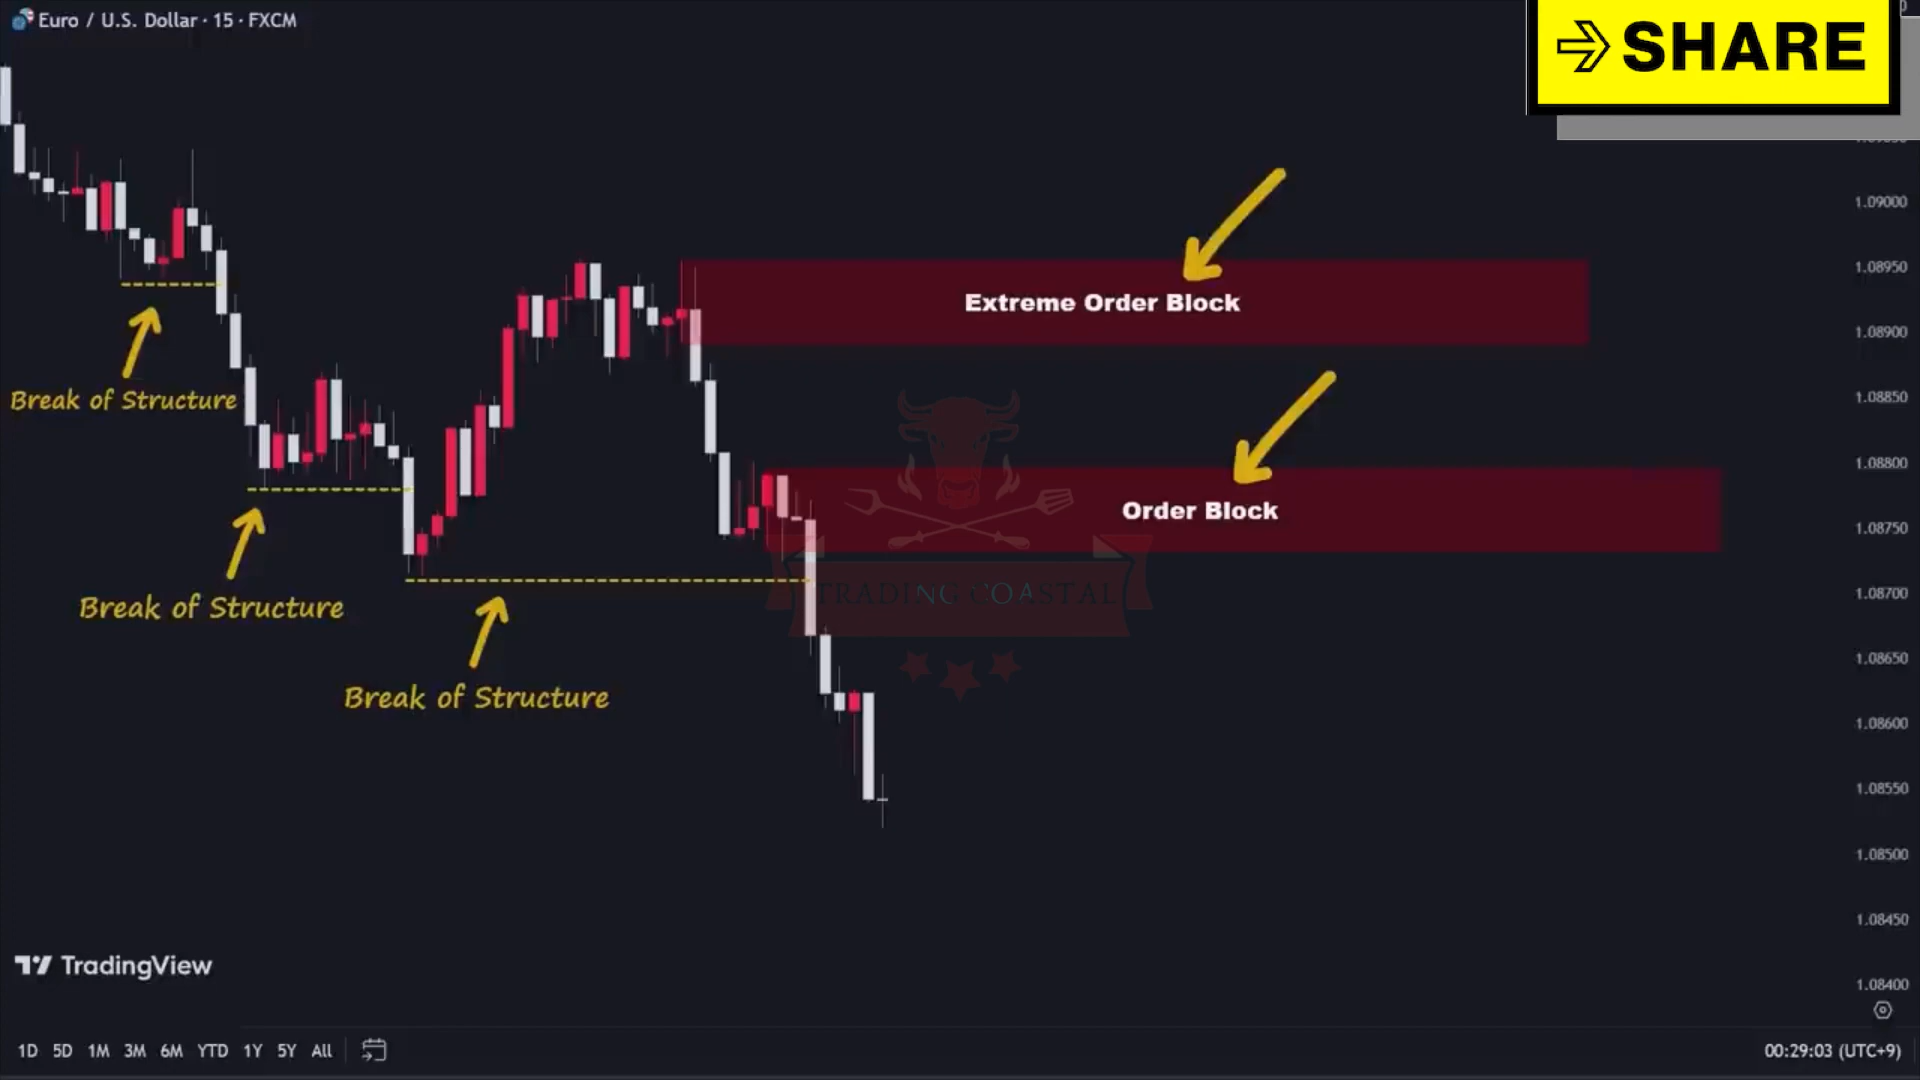 Euro / U.S. Dollar · 15 · FXCM
SHARE
1.09000
1.08950
Extreme Order Block
1.08900
Break of Structure
1.08850
1.08800
Order Block
1.08750
Break of Structure
1.08700
TRADING COASTAL
1.08650
Break of Structure
1.08600
1.08550
1.08500
1.08450
TradingView
1.08400
1D 5D 1M 3M 6M YTD 1Y 5Y All
00:29:03 (UTC+9)